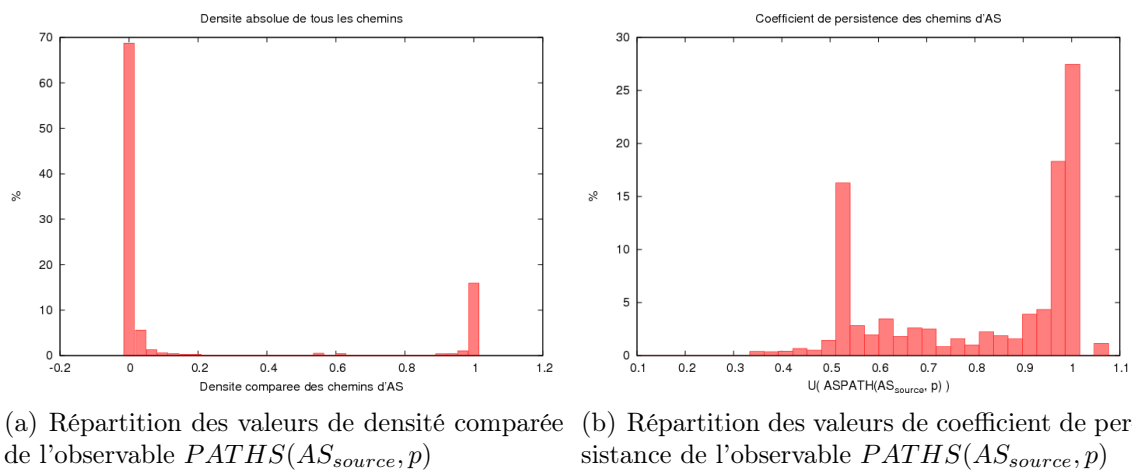 Densite absolue de tous les chemins
70
60
50
40
30
20
10
0
%
-0.2 0 0.2 0.4 0.6 0.8 1 1.2
Densite comparee des chemins d'AS
(a) Répartition des valeurs de densité comparée
de l'observable PATHS(ASsource, p)
Coefficient de persistence des chemins d'AS
30
25
20
15
10
5
0
%
0.1 0.2 0.3 0.4 0.5 0.6 0.7 0.8 0.9 1 1.1
U( ASPATH(ASsource, p) )
(b) Répartition des valeurs de coefficient de per
sistance de l'observable PATHS(ASsource, p)